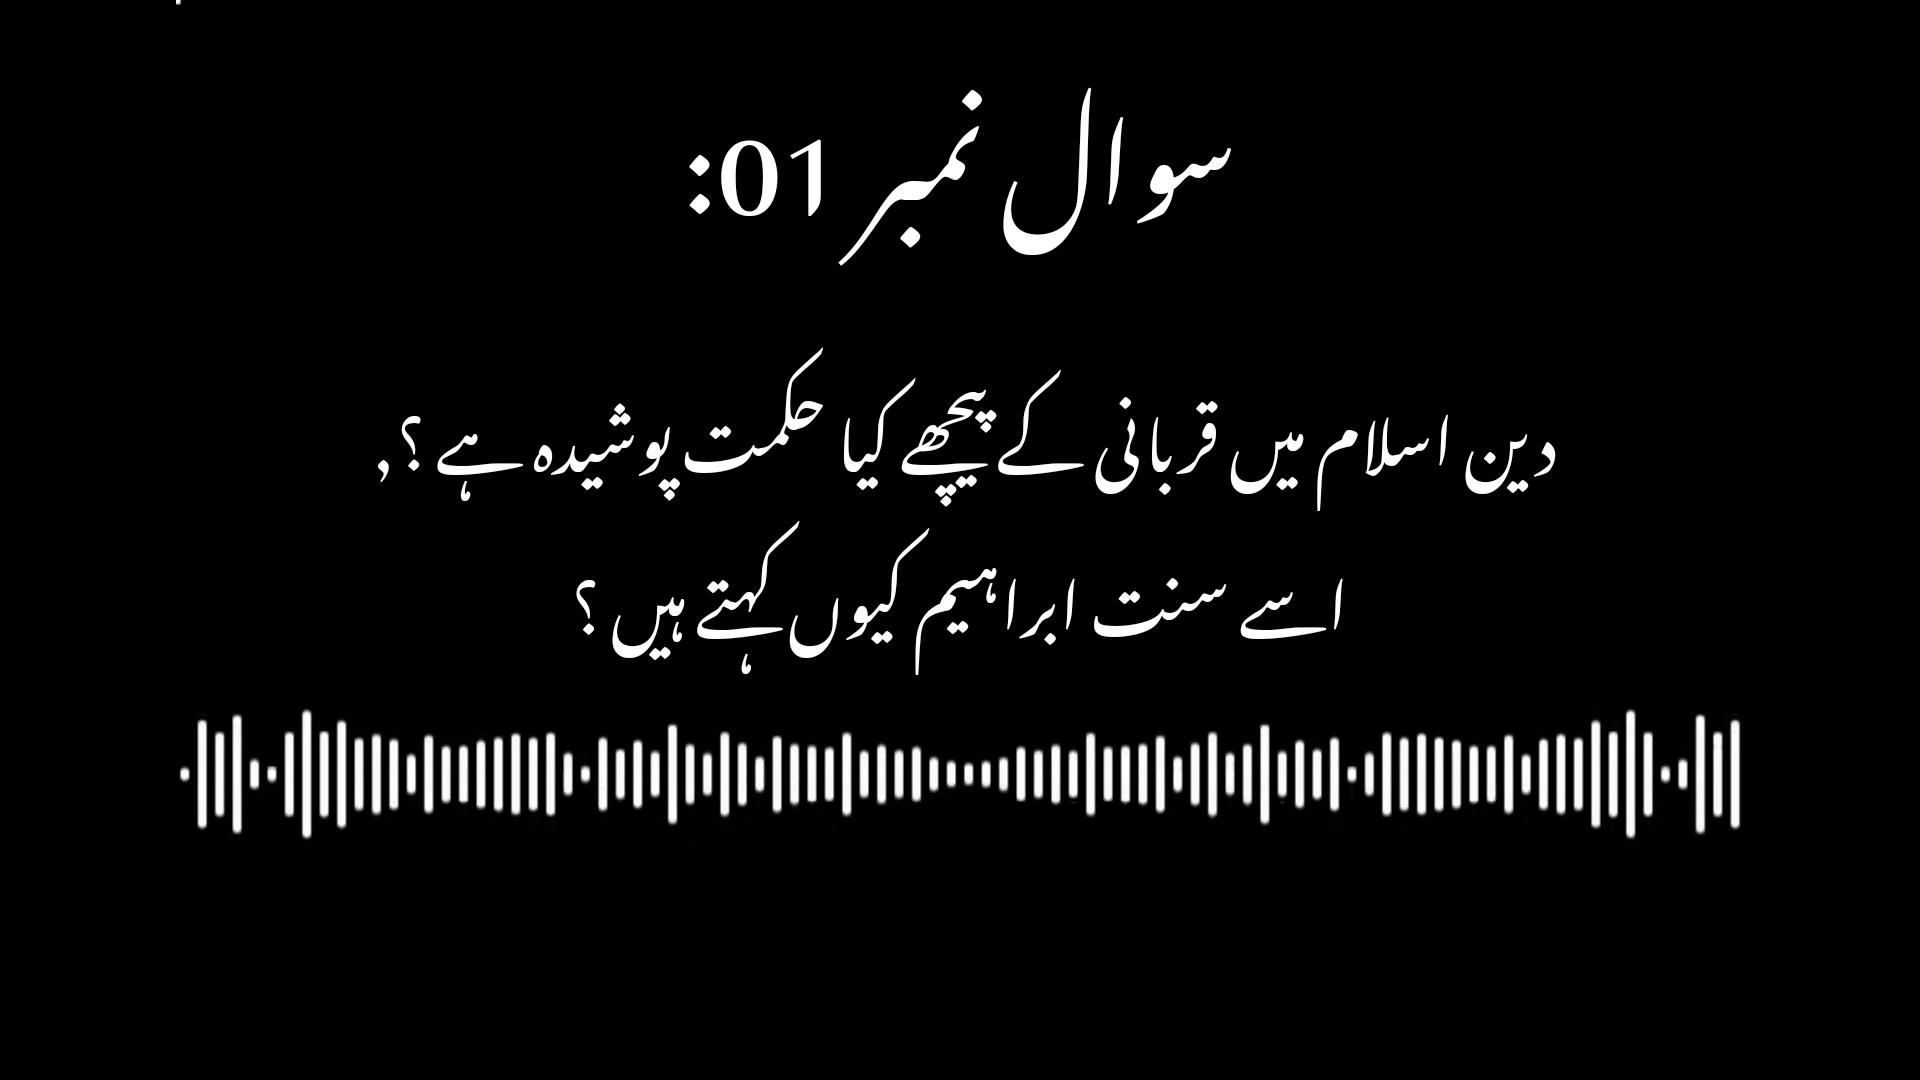 سوال نمبر 01:
دین اسلام میں قربانی کے پیچھے کیا حکمت پوشیدہ ہے ؟,
اسے سنت ابراہیم کیوں کہتے ہیں ؟